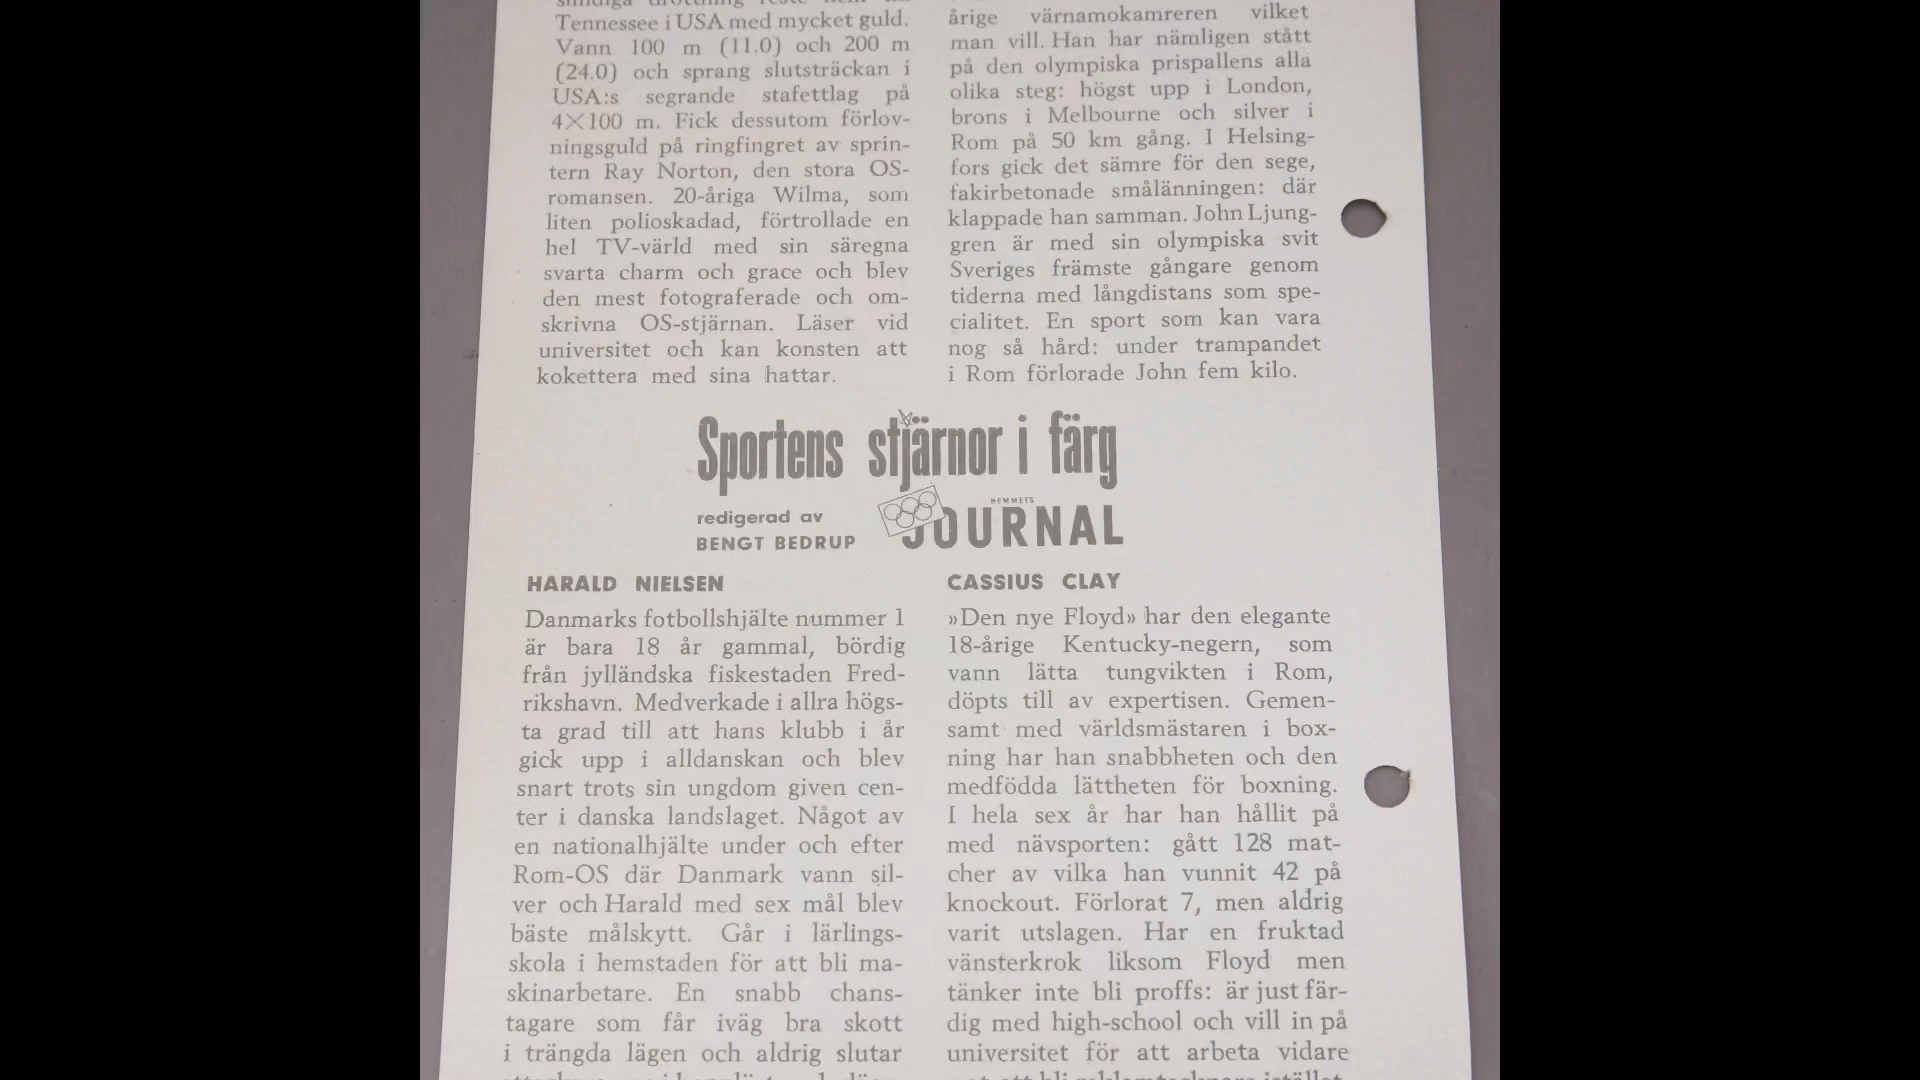 Tennessee i USA med mycket guld.
Vann 100 m (11.0) och 200 m
(24.0) och sprang slutsträckan i
USA:s segrande stafettlag på
4×100 m. Fick dessutom förlov-
ningsguld på ringfingret av sprin-
tern Ray Norton, den stora OS-
romansen. 20-åriga Wilma, som
liten polioskadad, förtrollade en
hel TV-värld med sin säregna
svarta charm och grace och blev
den mest fotograferade och om-
skrivna OS-stjärnan. Läser vid
universitet och kan konsten att
kokettera med sina hattar.
årige värnamokamreren vilket
man vill. Han har nämligen stått
på den olympiska prispallens alla
olika steg: högst upp i London,
brons i Melbourne och silver i
Rom på 50 km gång. I Helsing-
fors gick det sämre för den sege,
fakirbetonade smålänningen: där
klappade han samman. John Ljung-
gren är med sin olympiska svit
Sveriges främste gångare genom
tiderna med långdistans som spe-
cialitet. En sport som kan vara
nog så hård: under trampandet
i Rom förlorade John fem kilo.
Sportens stjärnor i färg
redigerad av
BENGT BEDRUP
HEMMETS
JOURNAL
HARALD NIELSEN
Danmarks fotbollshjälte nummer 1
är bara 18 år gammal, bördig
från jylländska fiskestaden Fred-
rikshavn. Medverkade i allra högs-
ta grad till att hans klubb i år
gick upp i alldanskan och blev
snart trots sin ungdom given cen-
ter i danska landslaget. Något av
en nationalhjälte under och efter
Rom-OS där Danmark vann sil-
ver och Harald med sex mål blev
bäste målskytt. Går i lärlings-
skola i hemstaden för att bli ma-
skinarbetare. En snabb chans-
tagare som får iväg bra skott
i trängda lägen och aldrig slutar
CASSIUS CLAY
»Den nye Floyd» har den elegante
18-årige Kentucky-negern, som
vann lätta tungvikten i Rom,
döpts till av expertisen. Gemen-
samt med världsmästaren i box-
ning har han snabbheten och den
medfödda lättheten för boxning.
I hela sex år har han hållit på
med nävsporten: gått 128 mat-
cher av vilka han vunnit 42 på
knockout. Förlorat 7, men aldrig
varit utslagen. Har en fruktad
vänsterkrok liksom Floyd men
tänker inte bli proffs: är just fär-
dig med high-school och vill in på
universitet för att arbeta vidare